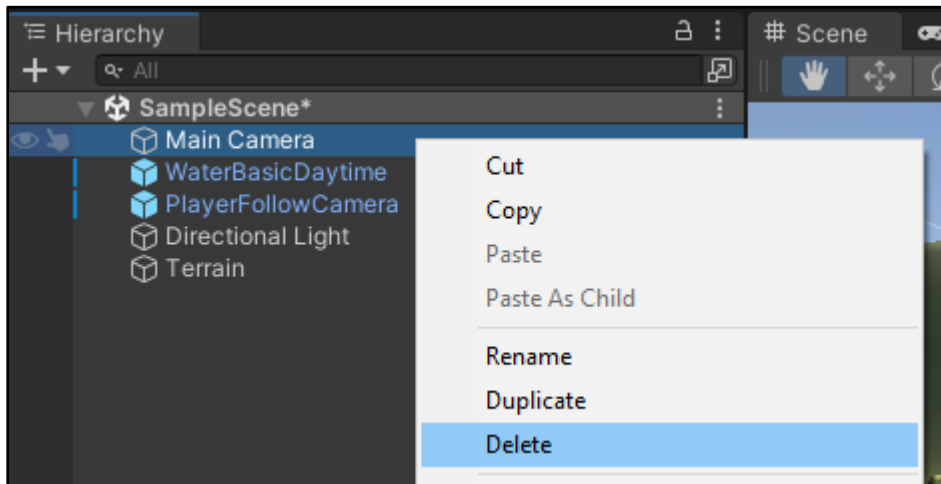 Hierarchy
Scene
All
SampleScene*
Main Camera
WaterBasicDaytime
PlayerFollowCamera
Directional Light
Terrain
Cut
Copy
Paste
Paste As Child
Rename
Duplicate
Delete